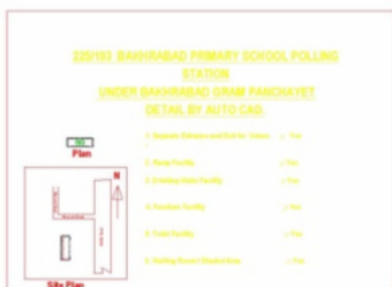 225/193 BAKHRABAD PRIMARY SCHOOL POLLING
STATION
UNDER BAKHRABAD GRAM PANCHAYET
DETAIL BY AUTO CAD
1. Separate Entrance and Exit for Voters :- Yes
2. Ramp Facility :- Yes
3. Drinking Water Facility :- Yes
4. Furniture Facility :- Yes
5. Toilet Facility :- Yes
6. Waiting Room/ Shaded Area :- Yes
Plan
N
Site Plan